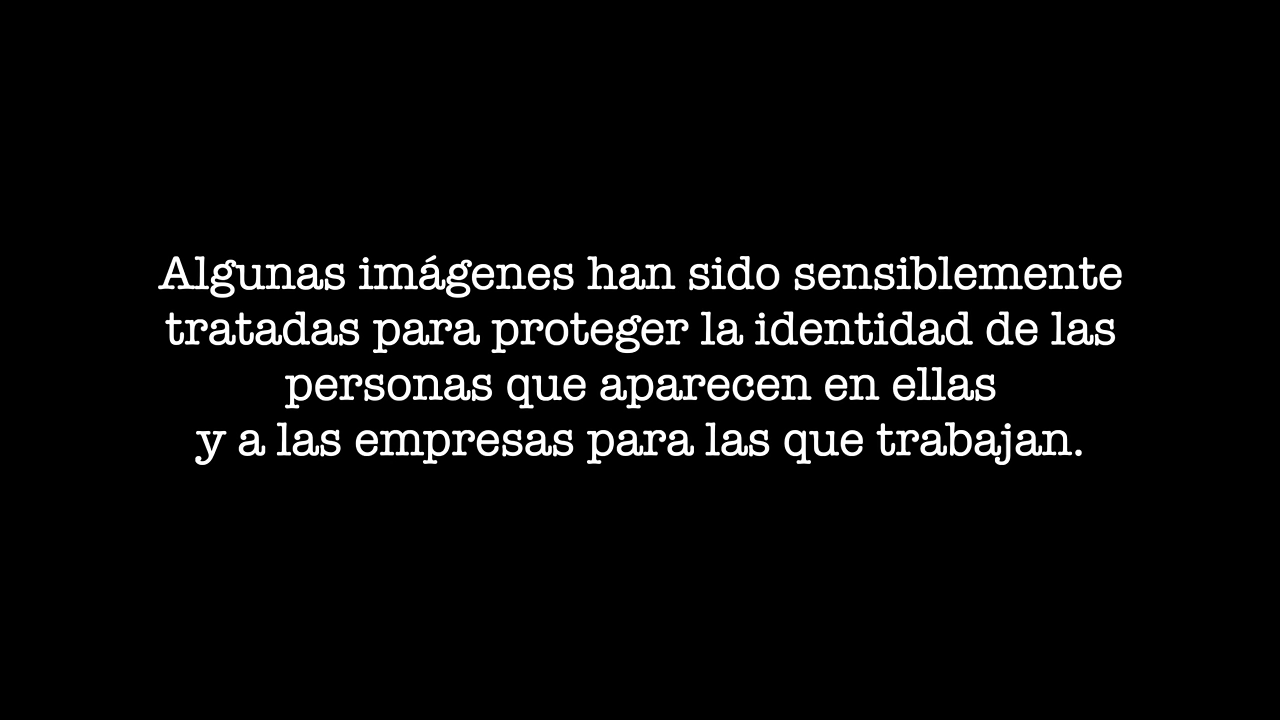 Algunas imágenes han sido sensiblemente
tratadas para proteger la identidad de las
personas que aparecen en ellas
y a las empresas para las que trabajan.